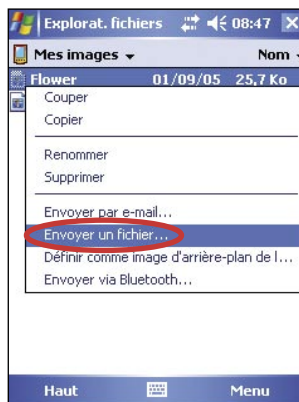 Explorat. fichiers 08:47
Mes images Nom
Flower 01/09/05 25,7 Ko
Couper
Copier
Renommer
Supprimer
Envoyer par e-mail...
Envoyer un fichier...
Définir comme image d'arrière-plan de l...
Envoyer via Bluetooth...
Haut Menu